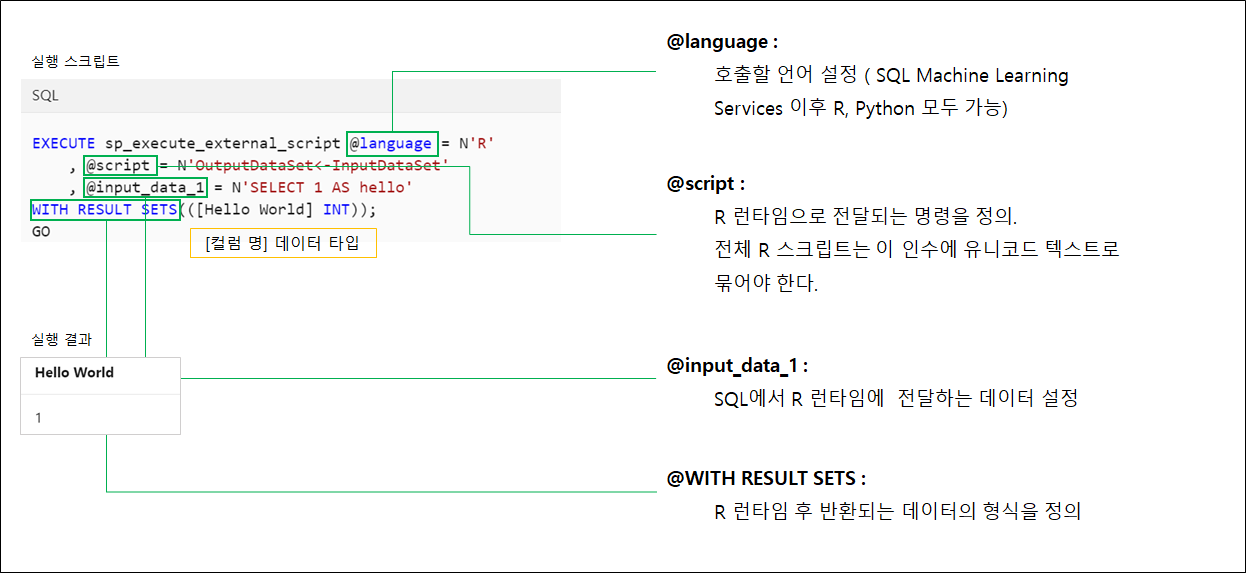 실행 스크립트
SQL
EXECUTE sp_execute_external_script @language = N'R'
, @script = N'OutputDataSet<-InputDataSet'
, @input_data_1 = N'SELECT 1 AS hello'
WITH RESULT SETS(([Hello World] INT));
GO
[컬럼 명] 데이터 타입
실행 결과
Hello World
1
@language :
호출할 언어 설정 ( SQL Machine Learning
Services 이후 R, Python 모두 가능)
@script :
R 런타임으로 전달되는 명령을 정의.
전체 R 스크립트는 이 인수에 유니코드 텍스트로
묶어야 한다.
@input_data_1 :
SQL에서 R 런타임에 전달하는 데이터 설정
@WITH RESULT SETS :
R 런타임 후 반환되는 데이터의 형식을 정의